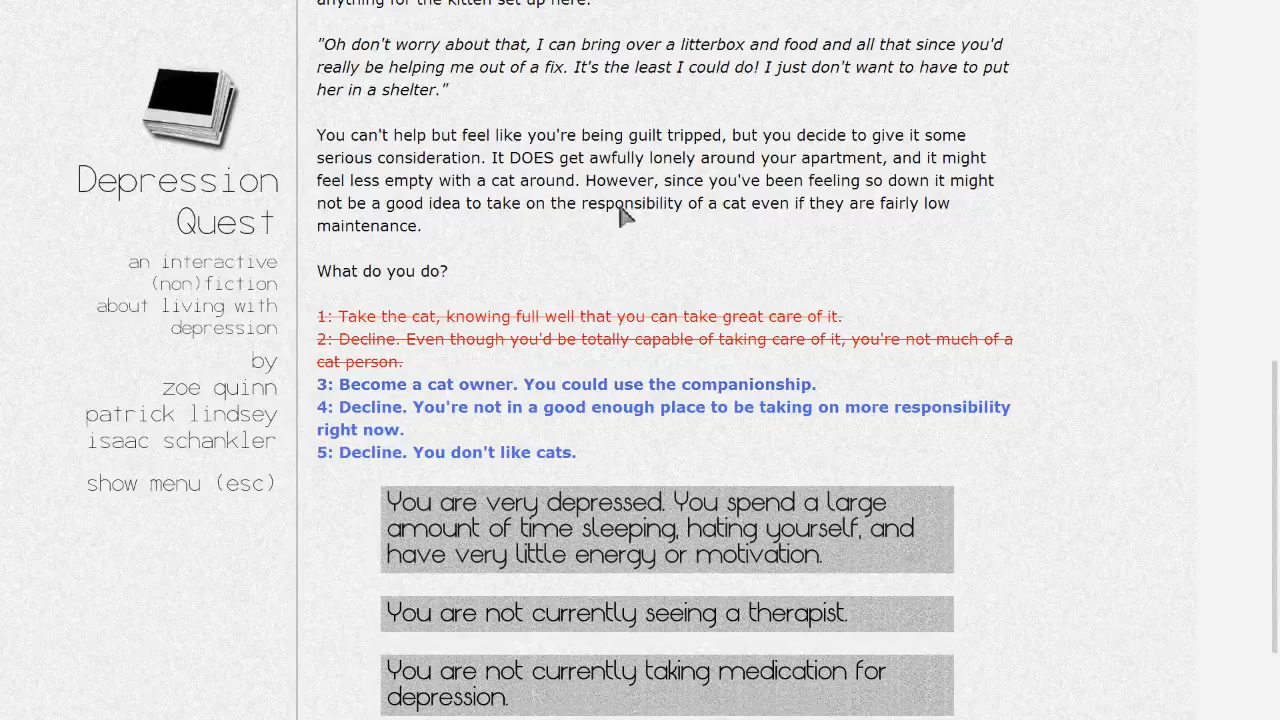 anything for the kitten set up here.
"Oh don't worry about that, I can bring over a litterbox and food and all that since you'd
really be helping me out of a fix. It's the least I could do! I just don't want to have to put
her in a shelter."
You can't help but feel like you're being guilt tripped, but you decide to give it some
serious consideration. It DOES get awfully lonely around your apartment, and it might
feel less empty with a cat around. However, since you've been feeling so down it might
not be a good idea to take on the responsibility of a cat even if they are fairly low
maintenance.
What do you do?
1: Take the cat, knowing full well that you can take great care of it.
2: Decline. Even though you'd be totally capable of taking care of it, you're not much of a
cat person.
3: Become a cat owner. You could use the companionship.
4: Decline. You're not in a good enough place to be taking on more responsibility
right now.
5: Decline. You don't like cats.
You are very depressed. You spend a large
amount of time sleeping, hating yourself, and
have very little energy or motivation.
You are not currently seeing a therapist.
You are not currently taking medication for
depression.
Depression
Quest
an interactive
(non)fiction
about living with
depression
by
zoe quinn
patrick lindsey
isaac schankler
show menu (esc)